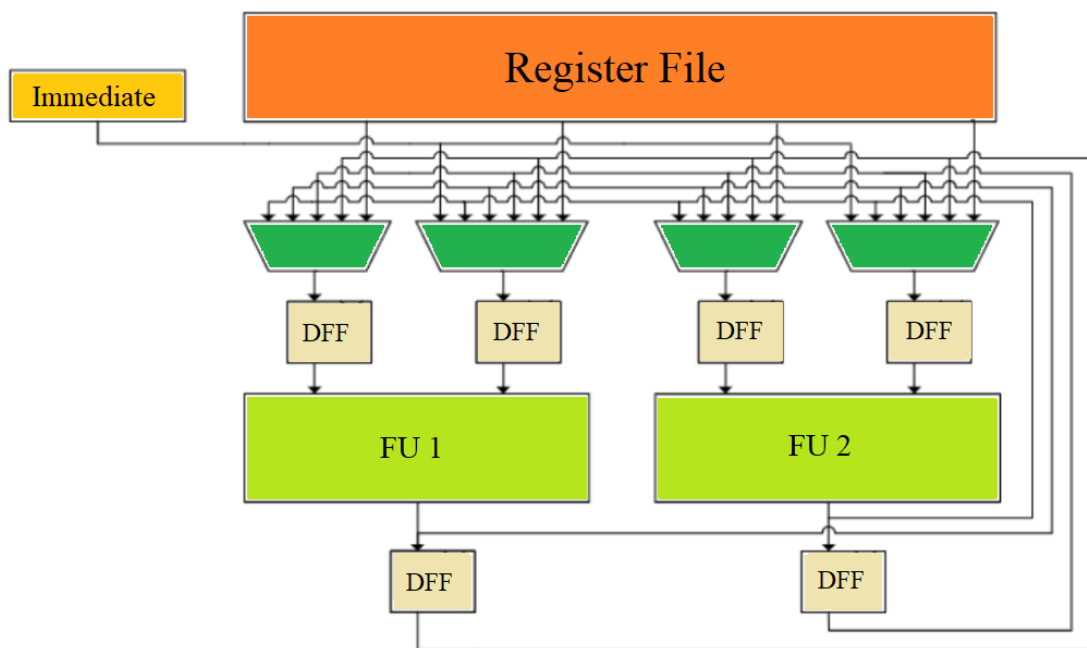 Register File
Immediate
DFF
DFF
DFF
DFF
FU 1
FU 2
DFF
DFF